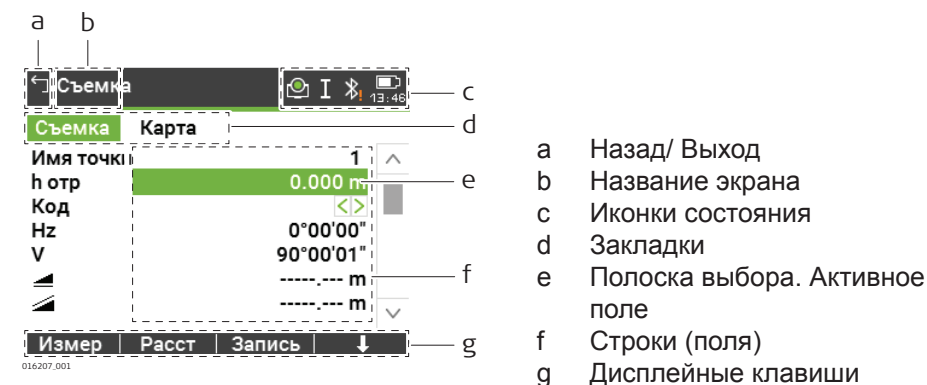 a b
Съемка
13:46
c
Съемка Карта
d
Имя точки 1
h отр 0.000 m
e
Код <>
Hz 0°00'00"
V 90°00'01"
-----.--- m
f
-----.--- m
Измер Расст Запись
g
016207_001
a Назад/ Выход
b Название экрана
c Иконки состояния
d Закладки
e Полоска выбора. Активное
поле
f Строки (поля)
g Дисплейные клавиши